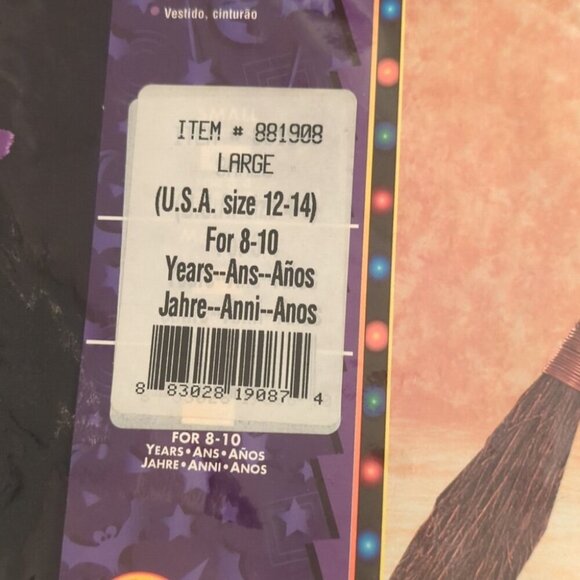 Vestido, cinturão
ITEM # 881908
LARGE
(U.S.A. size 12-14)
For 8-10
Years--Ans--Años
Jahre--Anni--Anos
8 83028 19087 4
FOR 8-10
YEARS•ANS•AÑOS
JAHRE•ANNI•ANOS